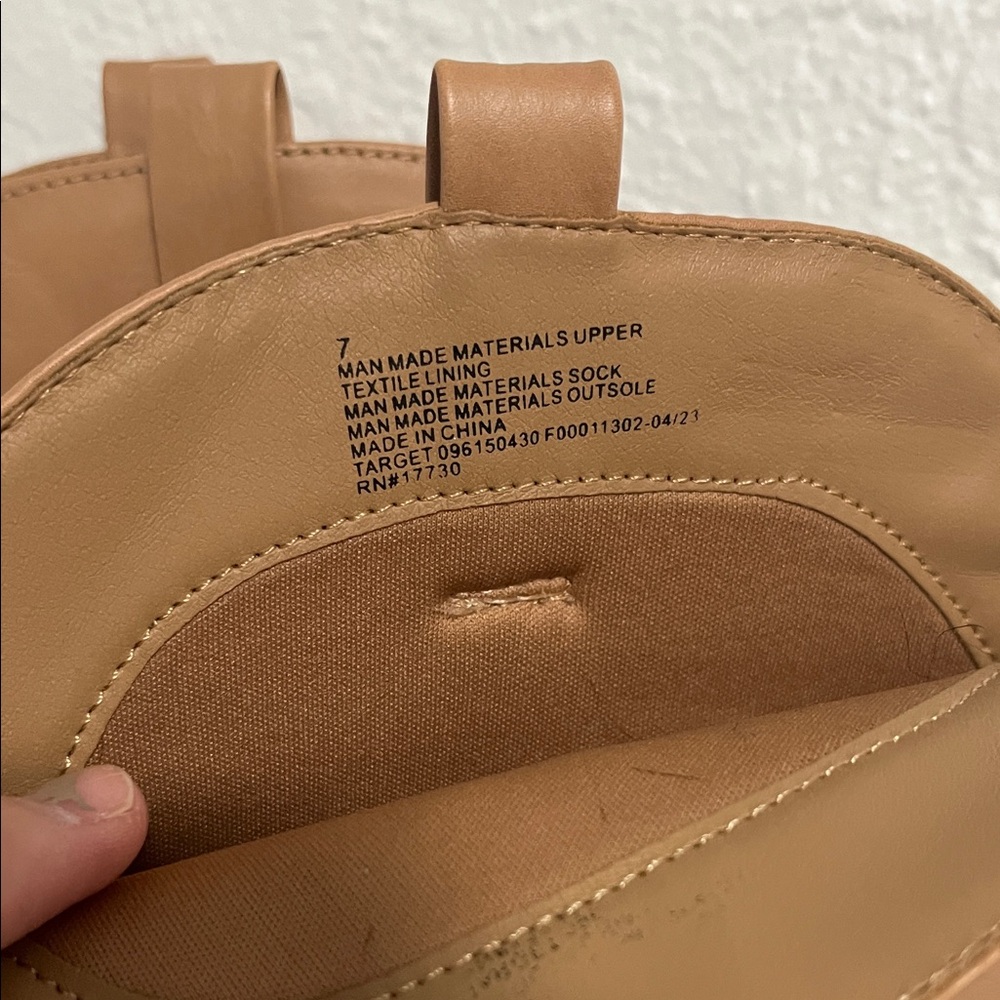 7
MAN MADE MATERIALS UPPER
TEXTILE LINING
MAN MADE MATERIALS SOCK
MAN MADE MATERIALS OUTSOLE
MADE IN CHINA
TARGET 096150430 F00011302-04/23
RN#17730